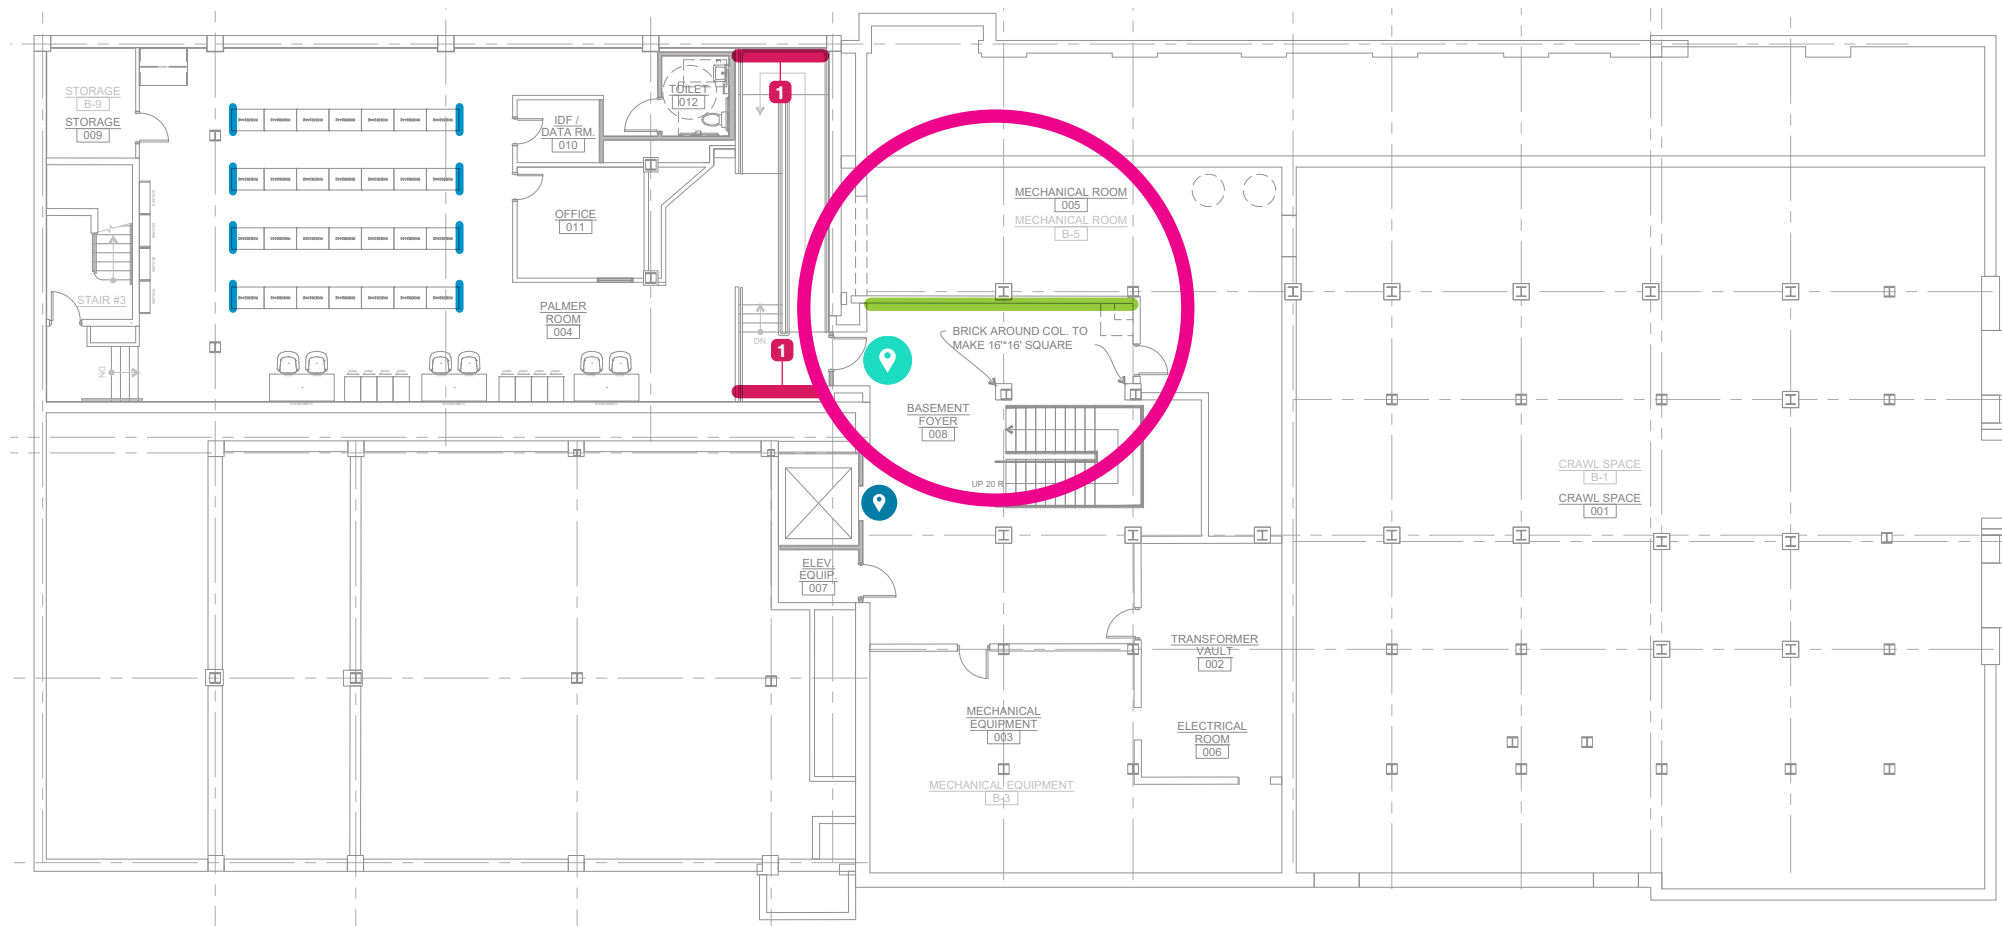 STORAGE
B-9
STORAGE
009
STAIR #3
DN.
IDF /
DATA RM.
010
TOILET
012
OFFICE
011
PALMER
ROOM
004
1
1
DN.
MECHANICAL ROOM
005
MECHANICAL ROOM
B-5
BRICK AROUND COL. TO
MAKE 16"*16' SQUARE
BASEMENT
FOYER
008
UP 20 R
ELEV.
EQUIP.
007
TRANSFORMER
VAULT
002
MECHANICAL
EQUIPMENT
003
MECHANICAL EQUIPMENT
B-3
ELECTRICAL
ROOM
006
CRAWL SPACE
B-1
CRAWL SPACE
001